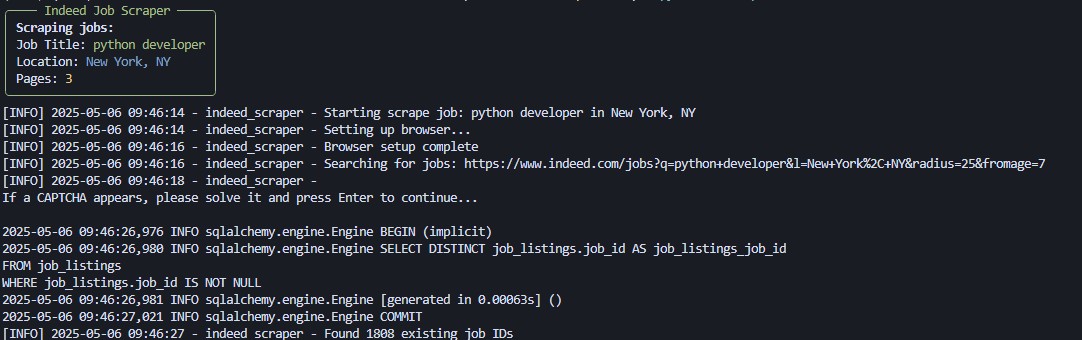 Indeed Job Scraper
Scraping jobs:
Job Title: python developer
Location: New York, NY
Pages: 3
[INFO] 2025-05-06 09:46:14 - indeed_scraper - Starting scrape job: python developer in New York, NY
[INFO] 2025-05-06 09:46:14 - indeed_scraper - Setting up browser...
[INFO] 2025-05-06 09:46:16 - indeed_scraper - Browser setup complete
[INFO] 2025-05-06 09:46:16 - indeed_scraper - Searching for jobs: https://www.indeed.com/jobs?q=python+developer&l=New+York%2C+NY&radius=25&fromage=7
[INFO] 2025-05-06 09:46:18 - indeed_scraper -
If a CAPTCHA appears, please solve it and press Enter to continue...
2025-05-06 09:46:26,976 INFO sqlalchemy.engine.Engine BEGIN (implicit)
2025-05-06 09:46:26,980 INFO sqlalchemy.engine.Engine SELECT DISTINCT job_listings.job_id AS job_listings_job_id
FROM job_listings
WHERE job_listings.job_id IS NOT NULL
2025-05-06 09:46:26,981 INFO sqlalchemy.engine.Engine [generated in 0.00063s] ()
2025-05-06 09:46:27,021 INFO sqlalchemy.engine.Engine COMMIT
[INFO] 2025-05-06 09:46:27 - indeed_scraper - Found 1808 existing job IDs